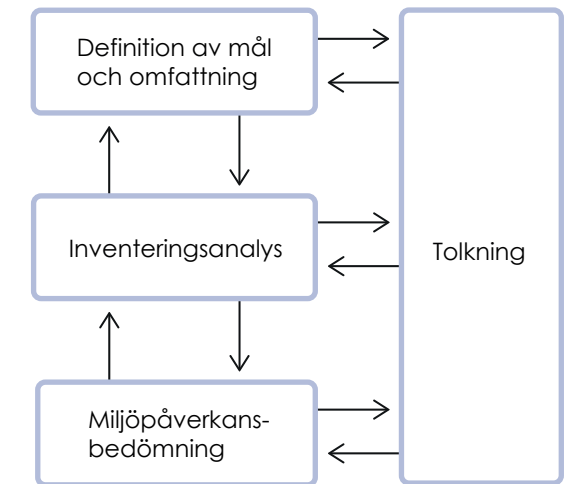 Definition av mål
och omfattning
Inventeringsanalys
Tolkning
Miljöpåverkans-
bedömning